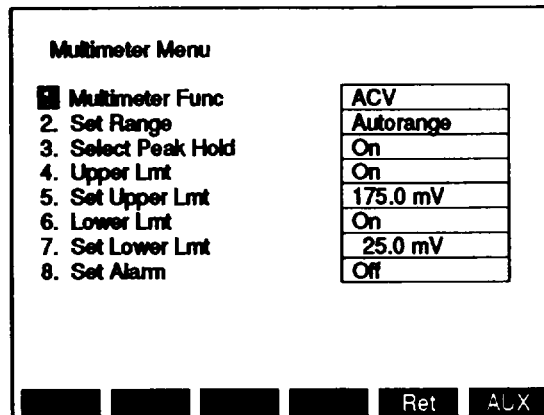 Multimeter Menu
1 Multimeter Func ACV
2. Set Range Autorange
3. Select Peak Hold On
4. Upper Lmt On
5. Set Upper Lmt 175.0 mV
6. Lower Lmt On
7. Set Lower Lmt 25.0 mV
8. Set Alarm Off
Ret AUX